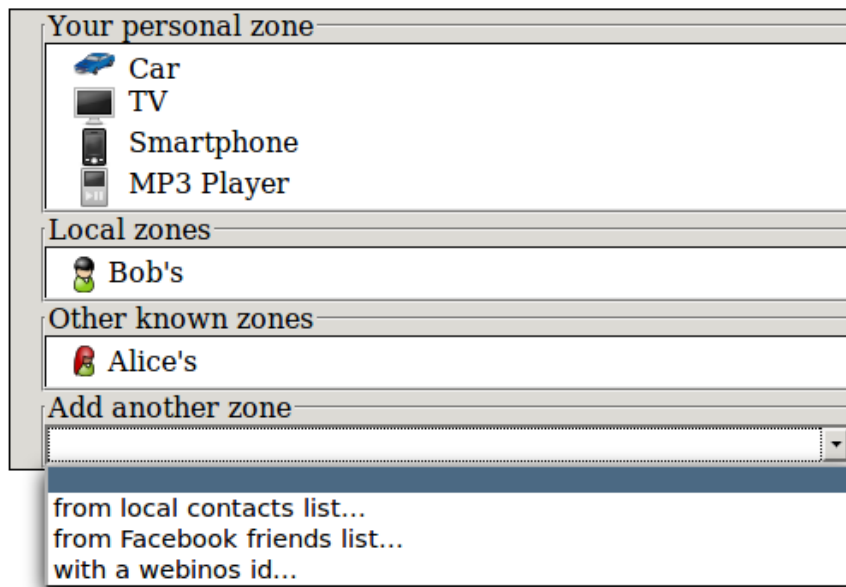 Your personal zone
Car
TV
Smartphone
MP3 Player
Local zones
Bob's
Other known zones
Alice's
Add another zone
from local contacts list...
from Facebook friends list...
with a webinos id...